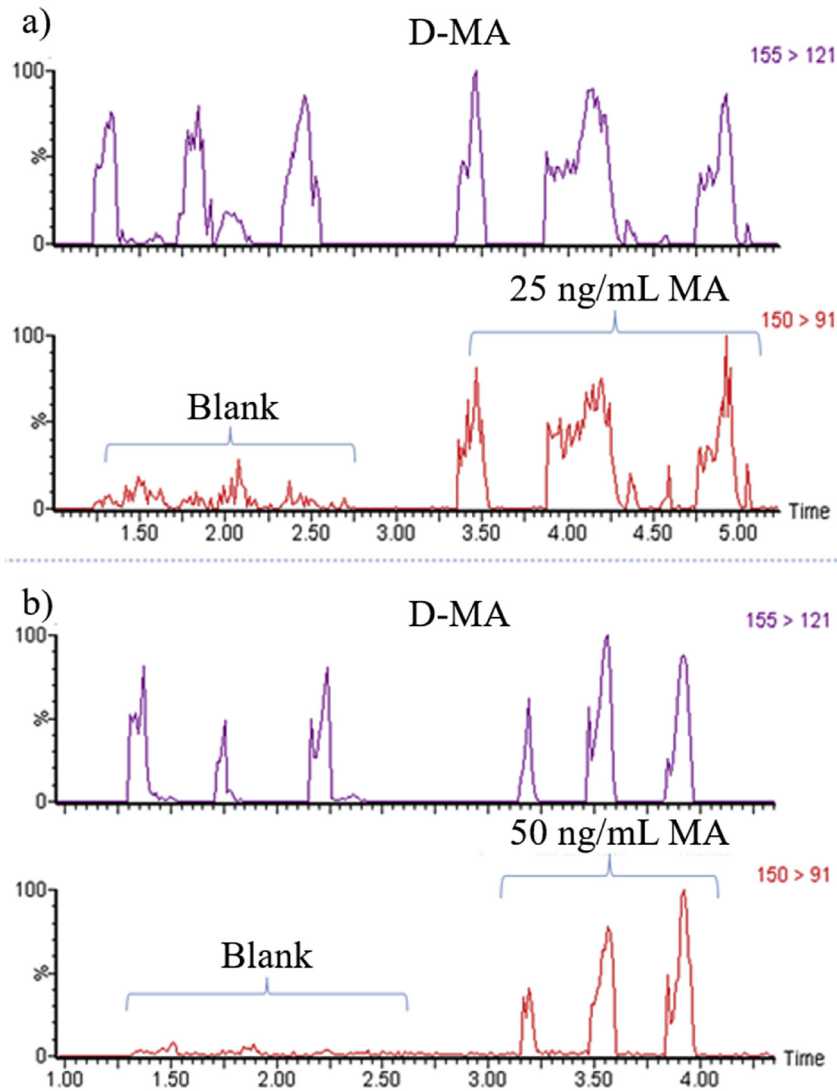 a)
D-MA
155 > 121
100
%
0
25 ng/mL MA
150 > 91
100
Blank
%
0
1.50 2.00 2.50 3.00 3.50 4.00 4.50 5.00 Time
b)
D-MA
155 > 121
100
%
0
50 ng/mL MA
150 > 91
100
Blank
%
0
1.00 1.50 2.00 2.50 3.00 3.50 4.00 Time